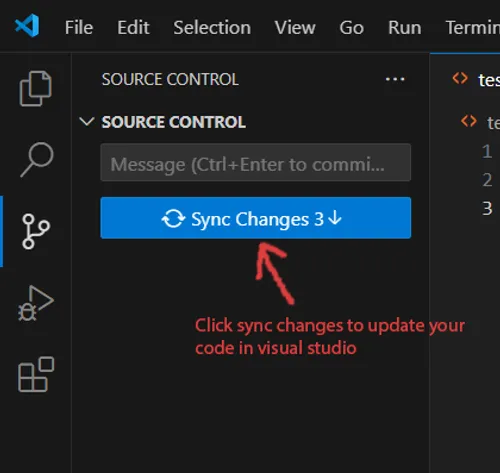 File Edit Selection View Go Run Termin
SOURCE CONTROL ...
tes
SOURCE CONTROL
te
Message (Ctrl+Enter to commi...
1
Sync Changes 3↓
2
3
Click sync changes to update your
code in visual studio